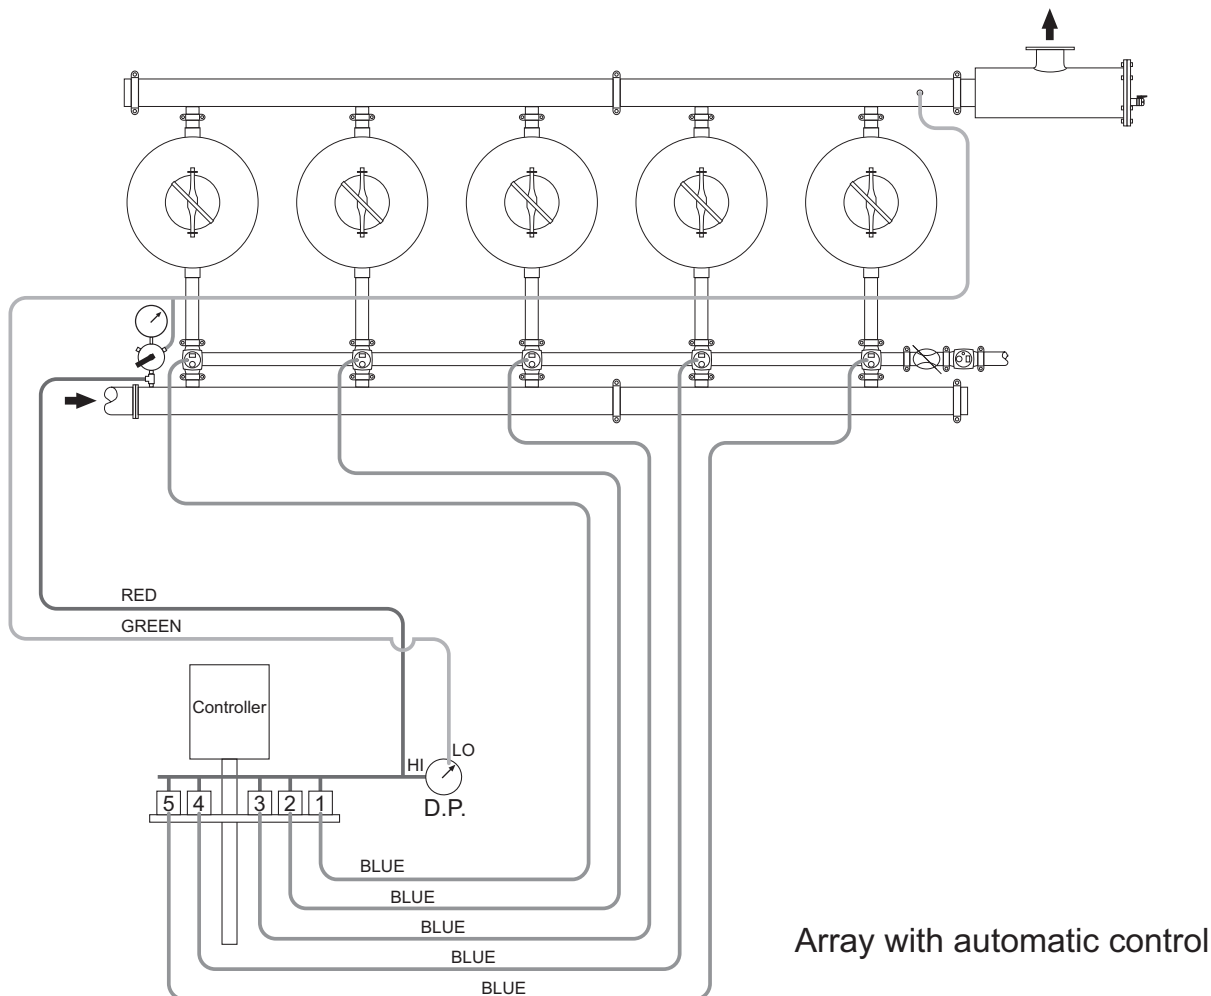 RED
GREEN
Controller
LO
HI
D.P.
5 4 3 2 1
BLUE
BLUE
BLUE
BLUE
BLUE
Array with automatic control